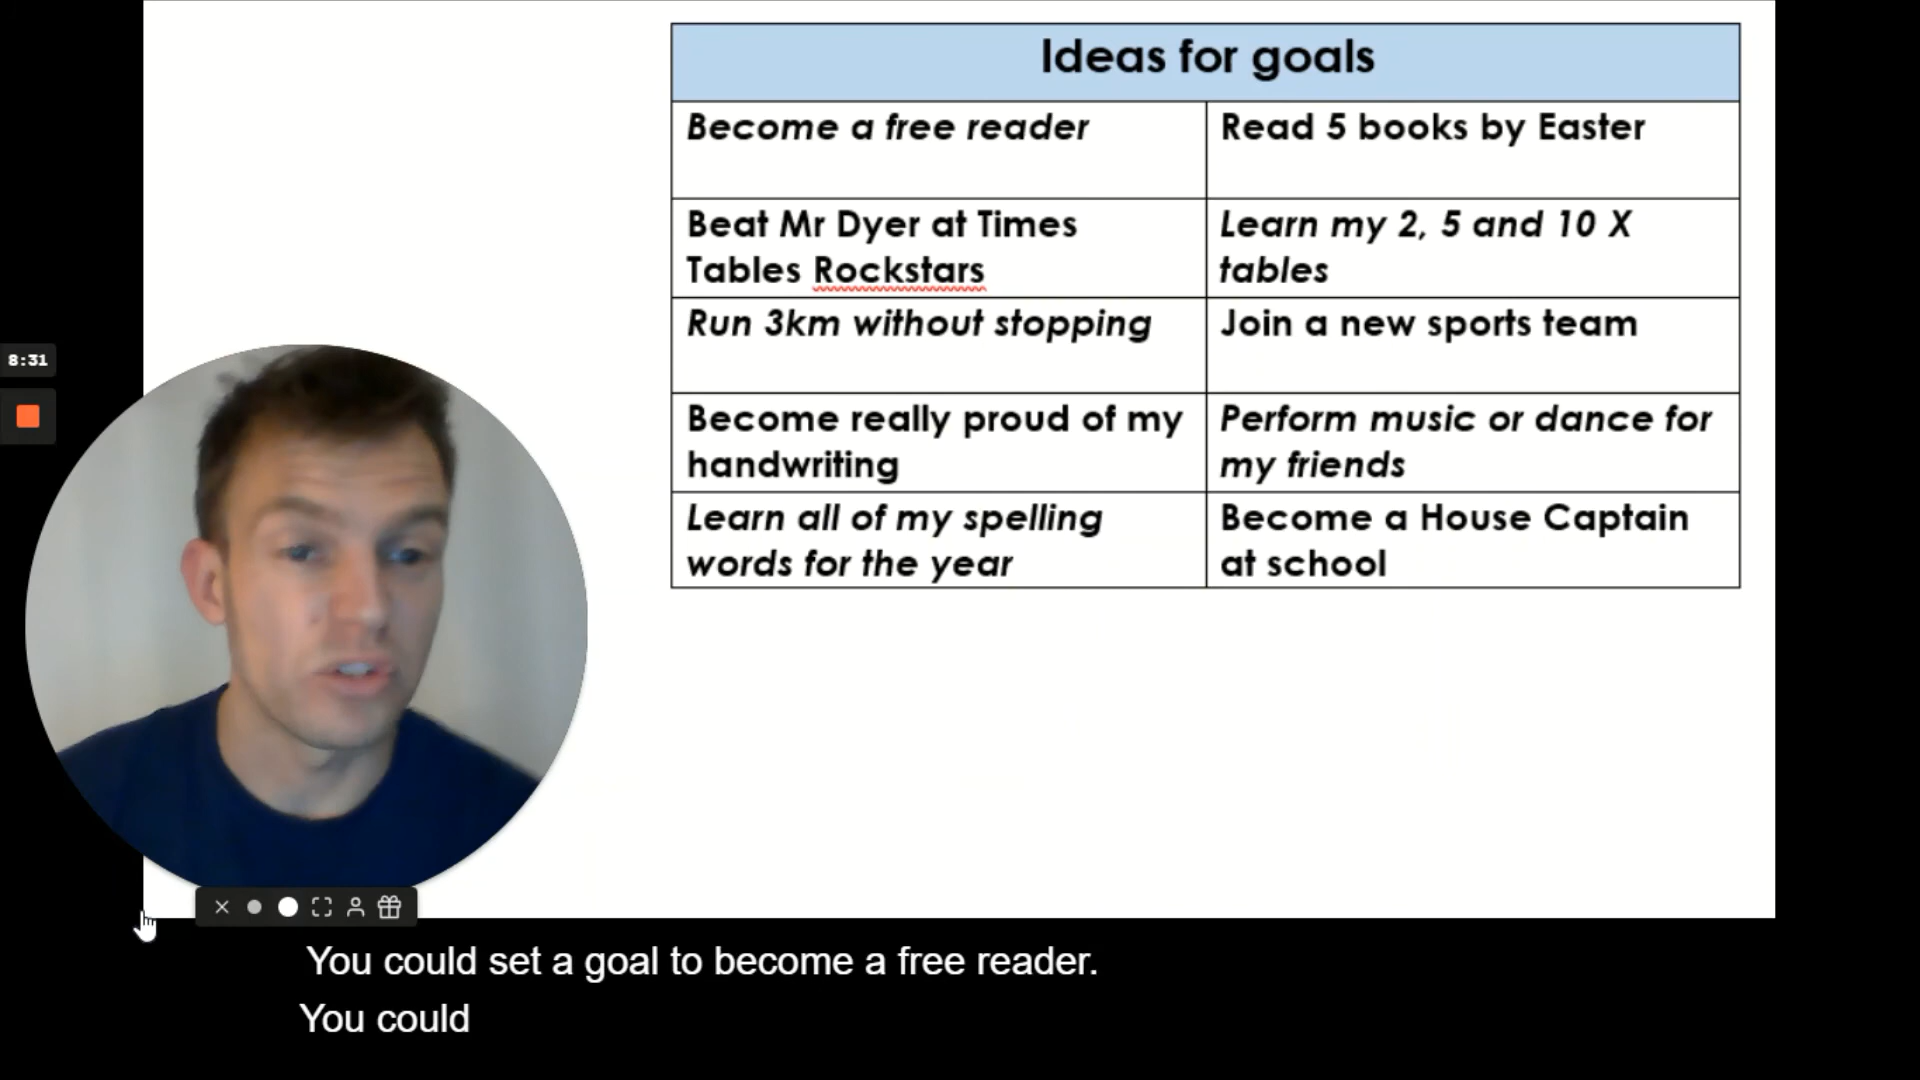 Ideas for goals
Become a free reader
Read 5 books by Easter
Beat Mr Dyer at Times
Tables Rockstars
Learn my 2, 5 and 10 X
tables
Run 3km without stopping
Join a new sports team
Become really proud of my
handwriting
Perform music or dance for
my friends
Learn all of my spelling
words for the year
Become a House Captain
at school
8:31
You could set a goal to become a free reader.
You could